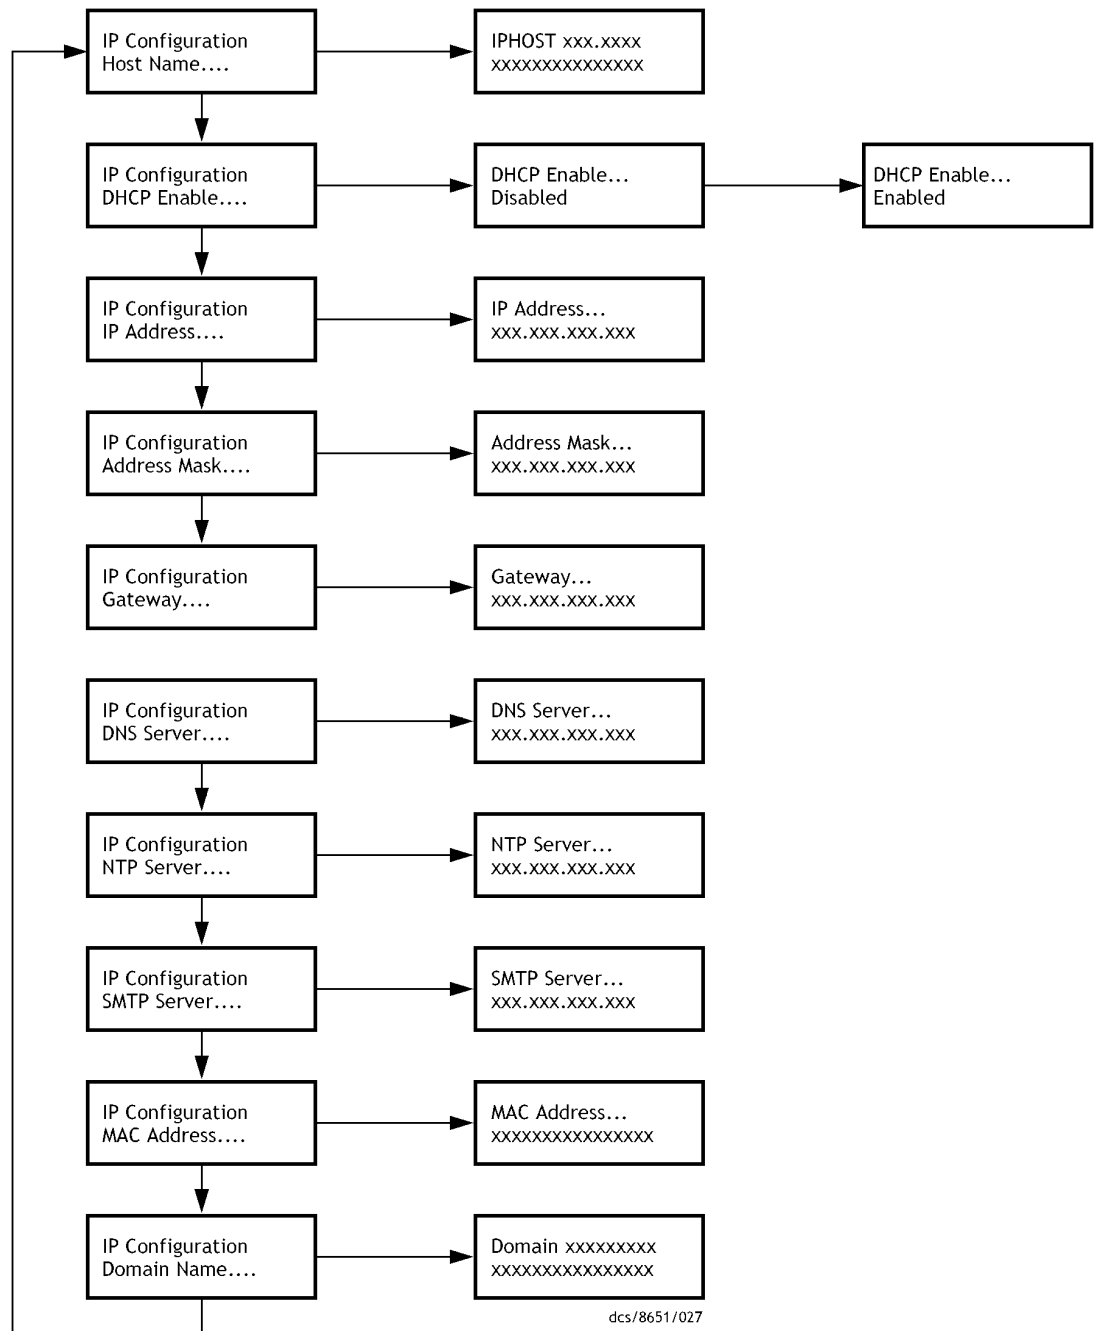 IP Configuration
Host Name....
IPHOST xxx.xxxx
xxxxxxxxxxxxxxx
IP Configuration
DHCP Enable....
DHCP Enable...
Disabled
DHCP Enable...
Enabled
IP Configuration
IP Address....
IP Address...
xxx.xxx.xxx.xxx
IP Configuration
Address Mask....
Address Mask...
xxx.xxx.xxx.xxx
IP Configuration
Gateway....
Gateway...
xxx.xxx.xxx.xxx
IP Configuration
DNS Server....
DNS Server...
xxx.xxx.xxx.xxx
IP Configuration
NTP Server....
NTP Server...
xxx.xxx.xxx.xxx
IP Configuration
SMTP Server....
SMTP Server...
xxx.xxx.xxx.xxx
IP Configuration
MAC Address....
MAC Address...
xxxxxxxxxxxxxxxx
IP Configuration
Domain Name....
Domain xxxxxxxxx
xxxxxxxxxxxxxxxx
dcs/8651/027